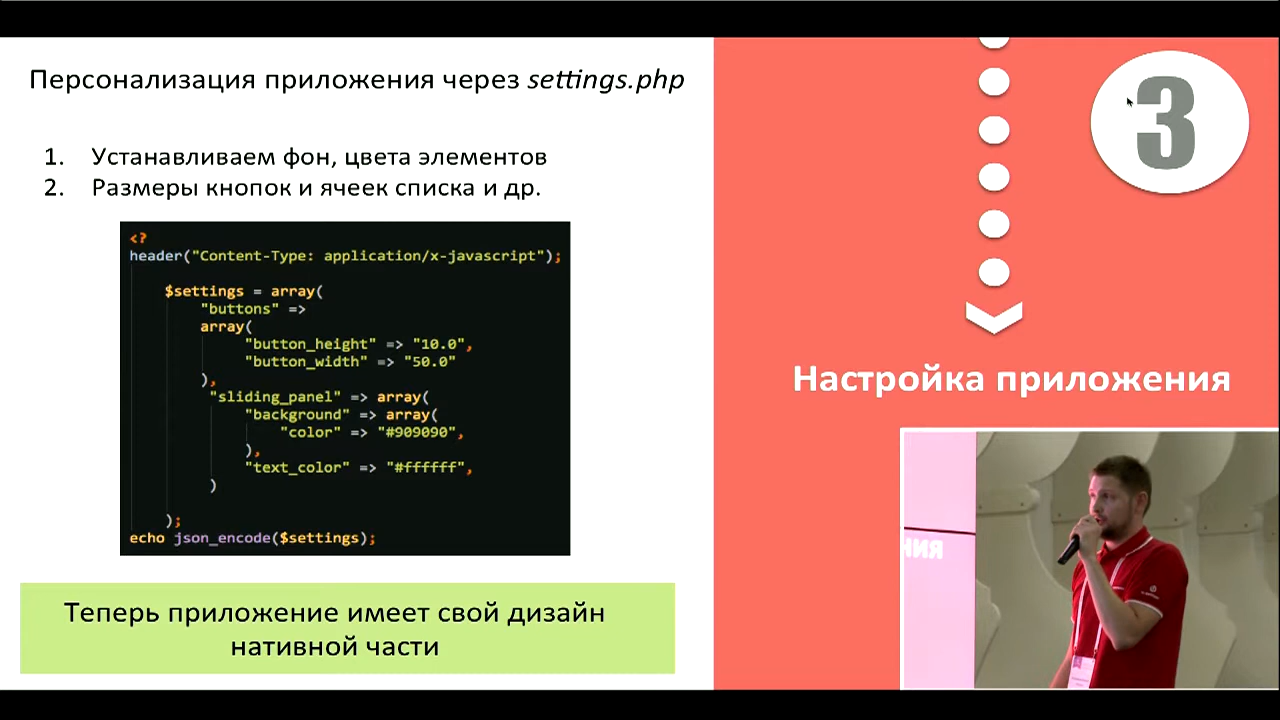 Персонализация приложения через settings.php
1. Устанавливаем фон, цвета элементов
2. Размеры кнопок и ячеек списка и др.
<?
header("Content-Type: application/x-javascript");
$settings = array(
"buttons" =>
array(
"button_height" => "10.0",
"button_width" => "50.0"
),
"sliding_panel" => array(
"background" => array(
"color" => "#909090",
),
"text_color" => "#ffffff",
)
);
echo json_encode($settings);
Теперь приложение имеет свой дизайн
нативной части
3
Настройка приложения
ния